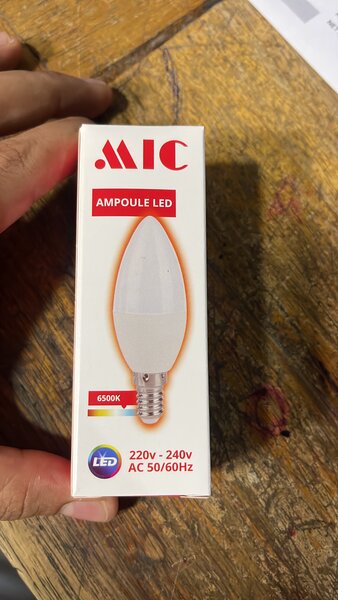 MIC
AMPOULE LED
6500K
LED
220v - 240v
AC 50/60Hz